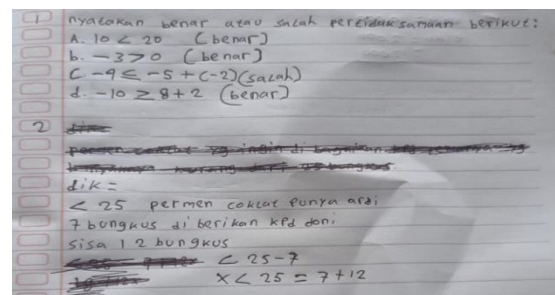 1 nyatakan benar atau salah pertidaksamaan berikut:
A. 10 < 20 (benar)
b. -3 > 0 (benar)
C. -9 ≤ -5 + (-2) (salah)
d. -10 ≥ 8 + 2 (benar)
2
dik =
< 25 permen coklat punya ardi
7 bungkus di berikan kpd doni
sisa 12 bungkus
< 25 - 7
x < 25 = 7 + 12